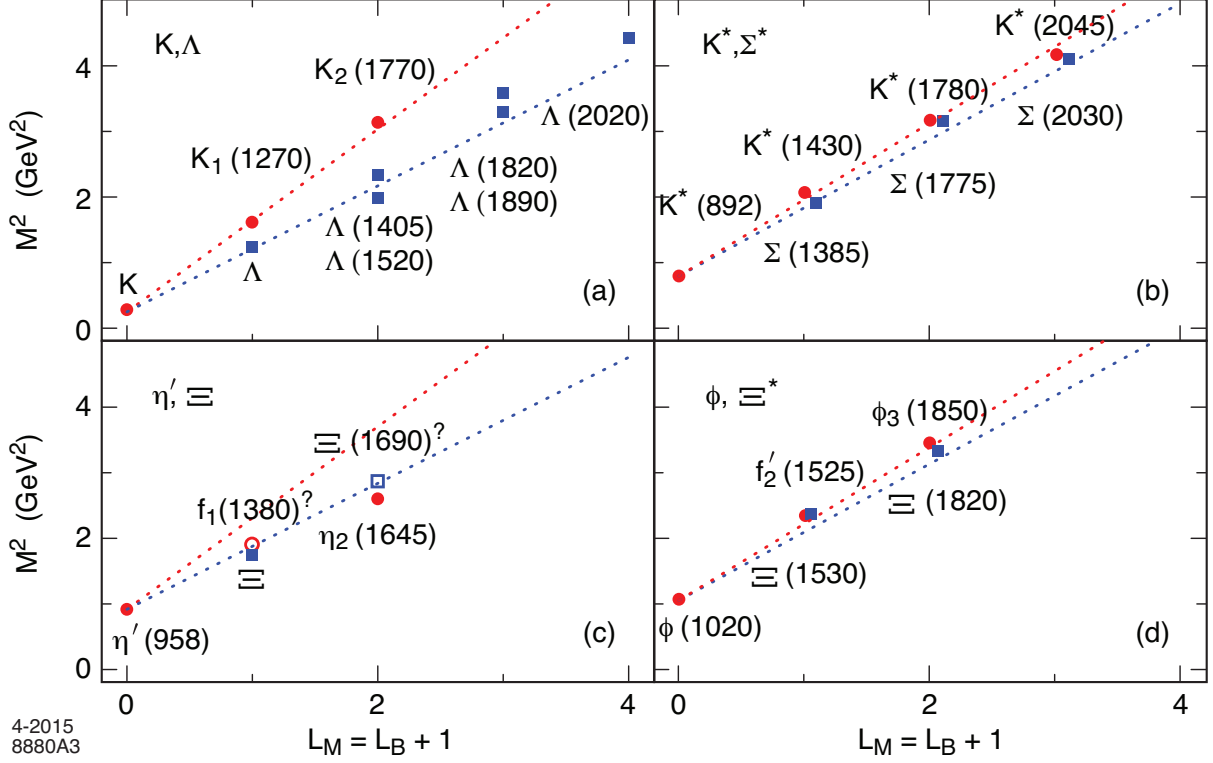 M² (GeV²)
4
2
0
K,Λ
K₂ (1770)
K₁ (1270)
Λ (2020)
Λ (1820)
Λ (1890)
Λ (1405)
Λ (1520)
K
Λ
(a)
K*,Σ*
K* (2045)
K* (1780)
K* (1430)
K* (892)
Σ (2030)
Σ (1775)
Σ (1385)
(b)
M² (GeV²)
4
2
0
η′, Ξ
Ξ (1690)?
f₁(1380)?
η₂ (1645)
Ξ
η′ (958)
(c)
φ, Ξ*
φ₃ (1850)
f₂′ (1525)
Ξ (1820)
Ξ (1530)
φ (1020)
(d)
0
2
4
0
2
4
L_M = L_B + 1
L_M = L_B + 1
4-2015
8880A3